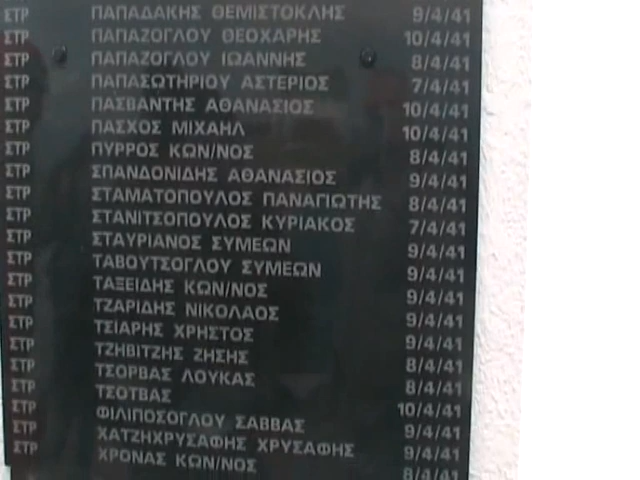 ΣΤΡ ΠΑΠΑΔΑΚΗΣ ΘΕΜΙΣΤΟΚΛΗΣ 9/4/41
ΣΤΡ ΠΑΠΑΖΟΓΛΟΥ ΘΕΟΧΑΡΗΣ 10/4/41
ΣΤΡ ΠΑΠΑΖΟΓΛΟΥ ΙΩΑΝΝΗΣ 8/4/41
ΣΤΡ ΠΑΠΑΣΩΤΗΡΙΟΥ ΑΣΤΕΡΙΟΣ 7/4/41
ΣΤΡ ΠΑΣΒΑΝΤΗΣ ΑΘΑΝΑΣΙΟΣ 10/4/41
ΣΤΡ ΠΑΣΧΟΣ ΜΙΧΑΗΛ 10/4/41
ΣΤΡ ΠΥΡΡΟΣ ΚΩΝ/ΝΟΣ 8/4/41
ΣΤΡ ΣΠΑΝΔΟΝΙΔΗΣ ΑΘΑΝΑΣΙΟΣ 9/4/41
ΣΤΡ ΣΤΑΜΑΤΟΠΟΥΛΟΣ ΠΑΝΑΓΙΩΤΗΣ 8/4/41
ΣΤΡ ΣΤΑΝΙΤΣΟΠΟΥΛΟΣ ΚΥΡΙΑΚΟΣ 7/4/41
ΣΤΡ ΣΤΑΥΡΙΑΝΟΣ ΣΥΜΕΩΝ 9/4/41
ΣΤΡ ΤΑΒΟΥΤΣΟΓΛΟΥ ΣΥΜΕΩΝ 9/4/41
ΣΤΡ ΤΑΞΕΙΔΗΣ ΚΩΝ/ΝΟΣ 9/4/41
ΣΤΡ ΤΖΑΡΙΔΗΣ ΝΙΚΟΛΑΟΣ 9/4/41
ΣΤΡ ΤΣΙΑΡΗΣ ΧΡΗΣΤΟΣ 9/4/41
ΣΤΡ ΤΖΗΒΙΤΖΗΣ ΖΗΣΗΣ 8/4/41
ΣΤΡ ΤΣΟΡΒΑΣ ΛΟΥΚΑΣ 8/4/41
ΣΤΡ ΤΣΟΤΒΑΣ 10/4/41
ΣΤΡ ΦΙΛΙΠΟΣΟΓΛΟΥ ΣΑΒΒΑΣ 9/4/41
ΣΤΡ ΧΑΤΖΗΧΡΥΣΑΦΗΣ ΧΡΥΣΑΦΗΣ 9/4/41
ΣΤΡ ΧΡΟΝΑΣ ΚΩΝ/ΝΟΣ 8/4/41